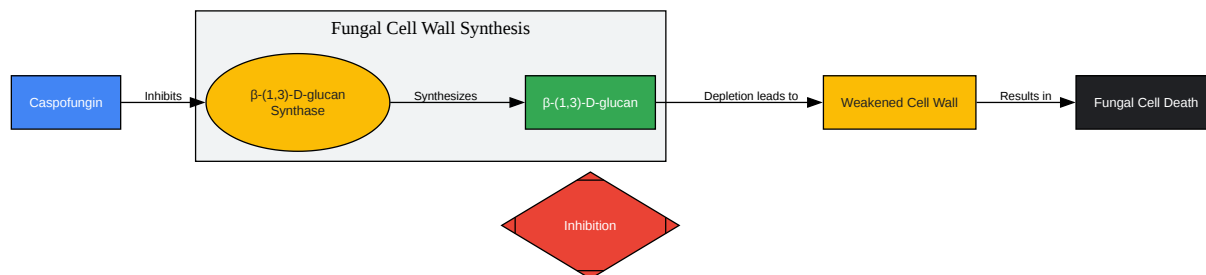 Fungal Cell Wall Synthesis
Caspofungin
Inhibits
β-(1,3)-D-glucan
Synthase
Synthesizes
β-(1,3)-D-glucan
Depletion leads to
Weakened Cell Wall
Results in
Fungal Cell Death
Inhibition